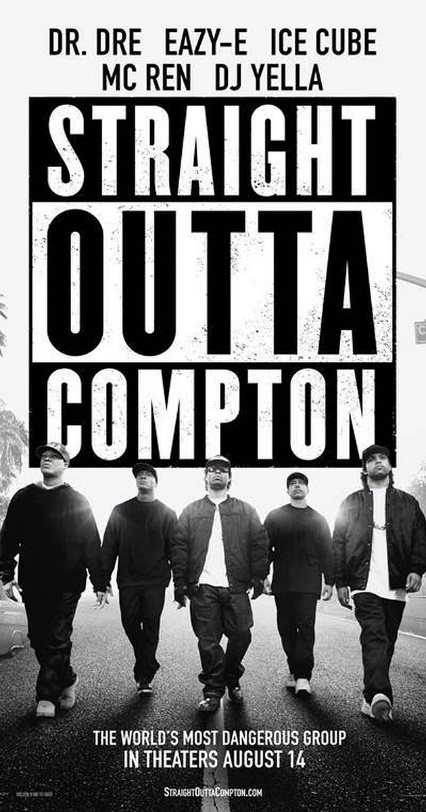 DR. DRE EAZY-E ICE CUBE
MC REN DJ YELLA
STRAIGHT
OUTTA
COMPTON
THE WORLD'S MOST DANGEROUS GROUP
IN THEATERS AUGUST 14
STRAIGHTOUTTACOMPTON.COM